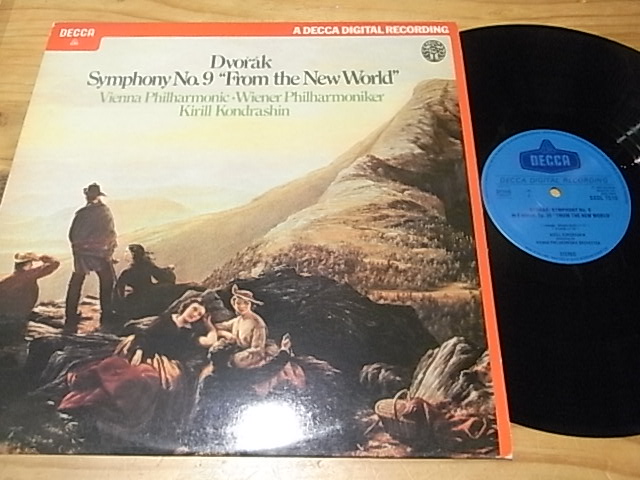 DECCA
A DECCA DIGITAL RECORDING
Dvořák
Symphony No. 9 “From the New World”
Vienna Philharmonic · Wiener Philharmoniker
Kirill Kondrashin
DECCA
DECCA DIGITAL RECORDING